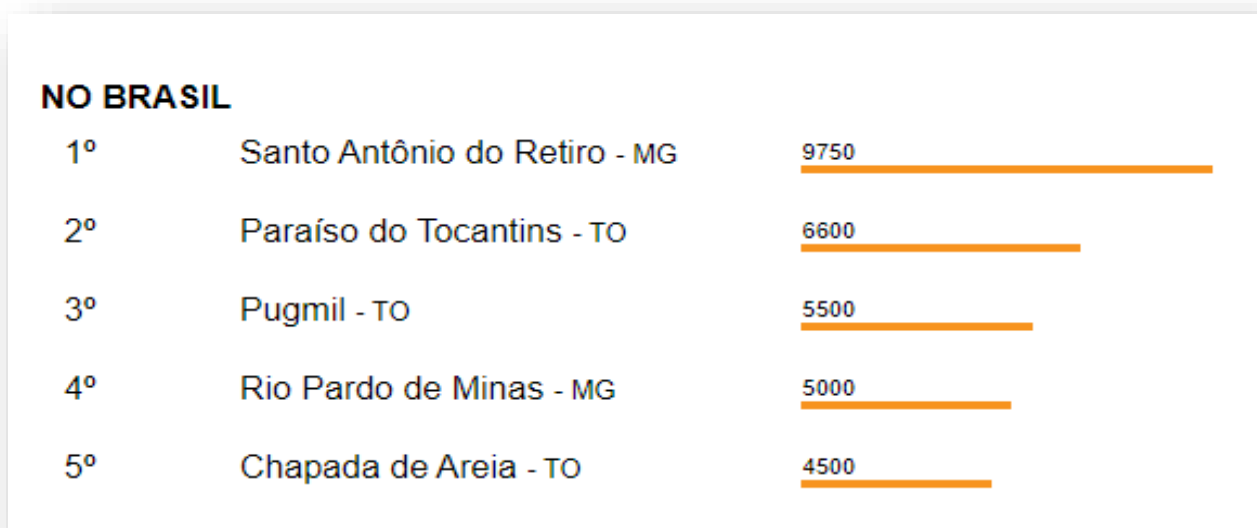 NO BRASIL
1º Santo Antônio do Retiro - MG 9750
2º Paraíso do Tocantins - TO 6600
3º Pugmil - TO 5500
4º Rio Pardo de Minas - MG 5000
5º Chapada de Areia - TO 4500